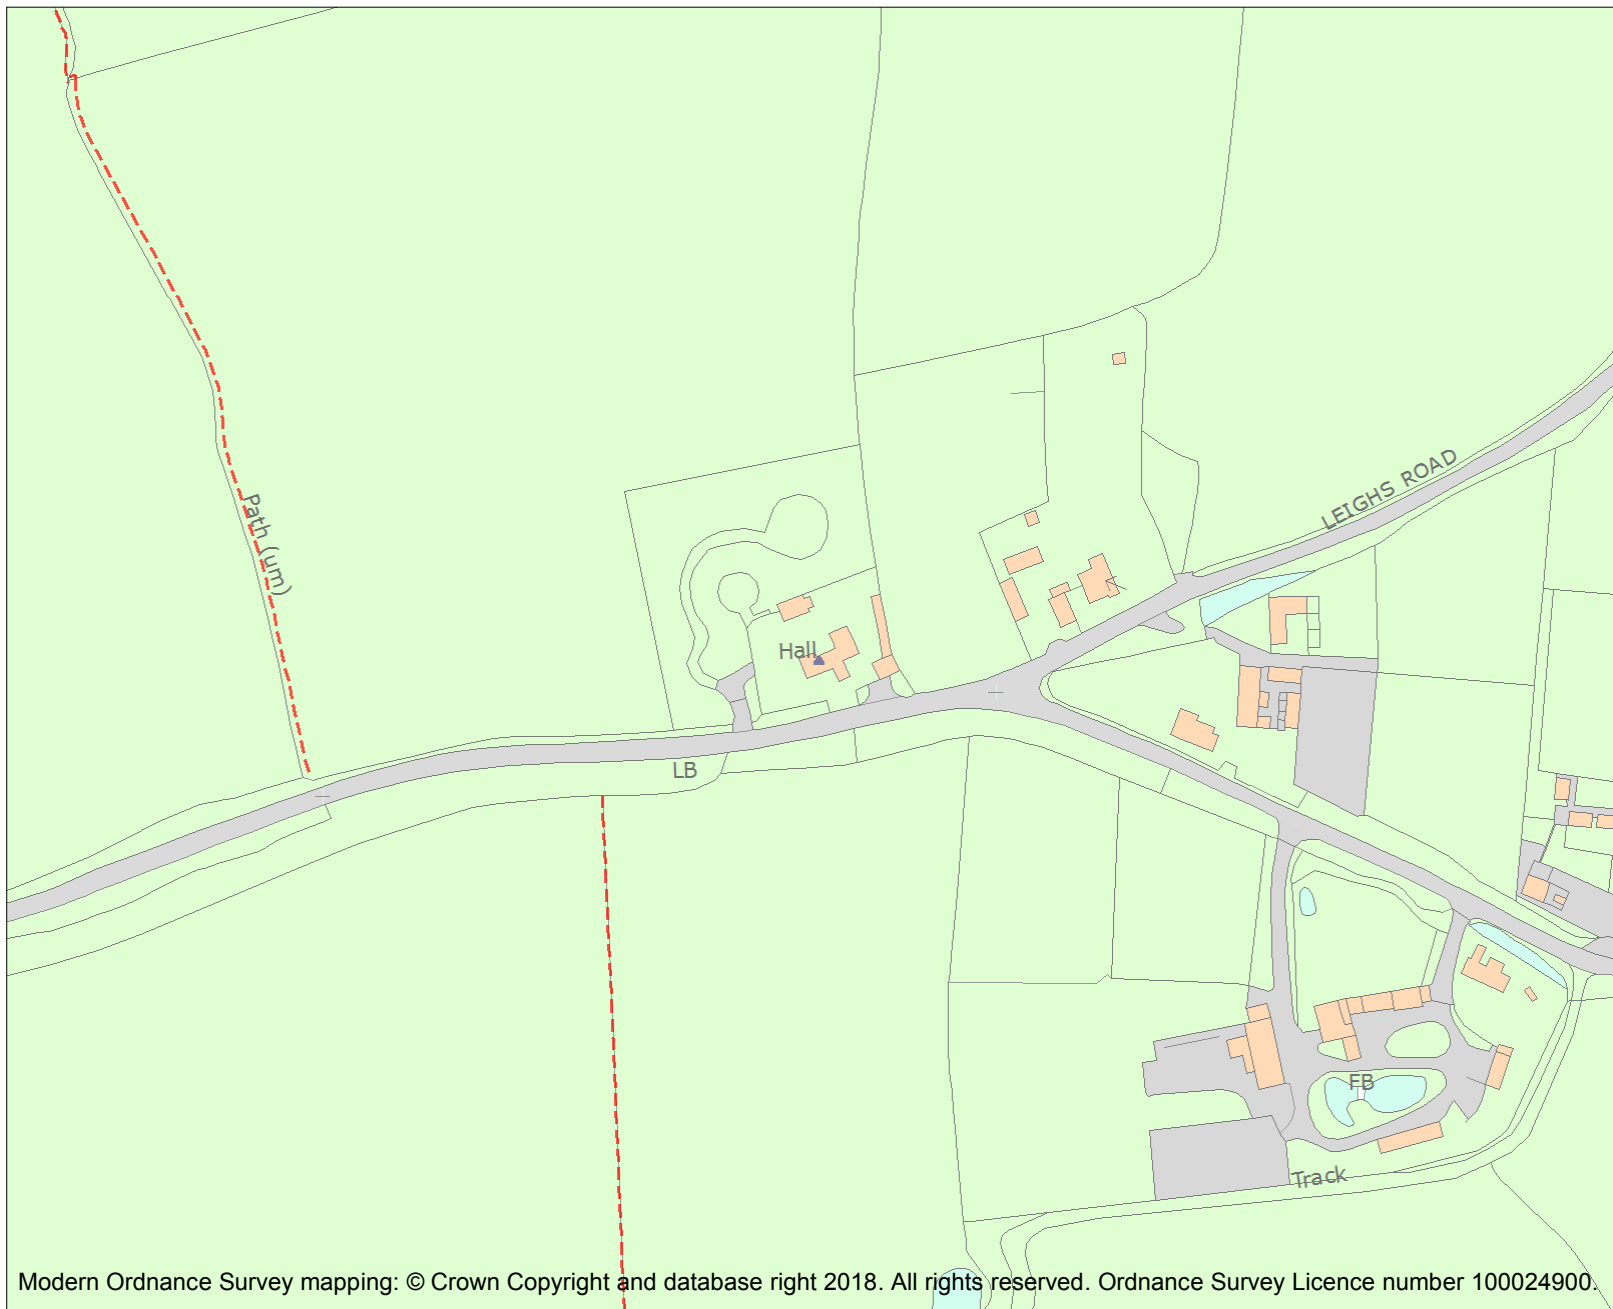 LEIGHS ROAD
Path (um)
Hall
LB
FB
Track
Modern Ordnance Survey mapping: © Crown Copyright and database right 2018. All rights reserved. Ordnance Survey Licence number 100024900.